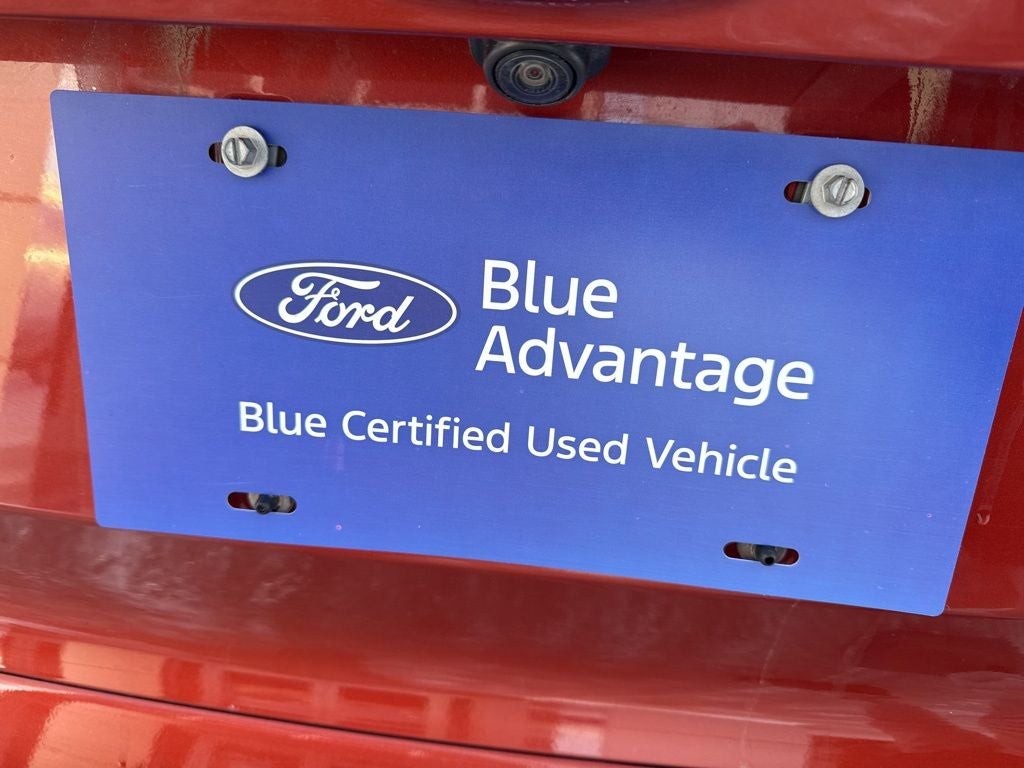 Ford
Blue
Advantage
Blue Certified Used Vehicle